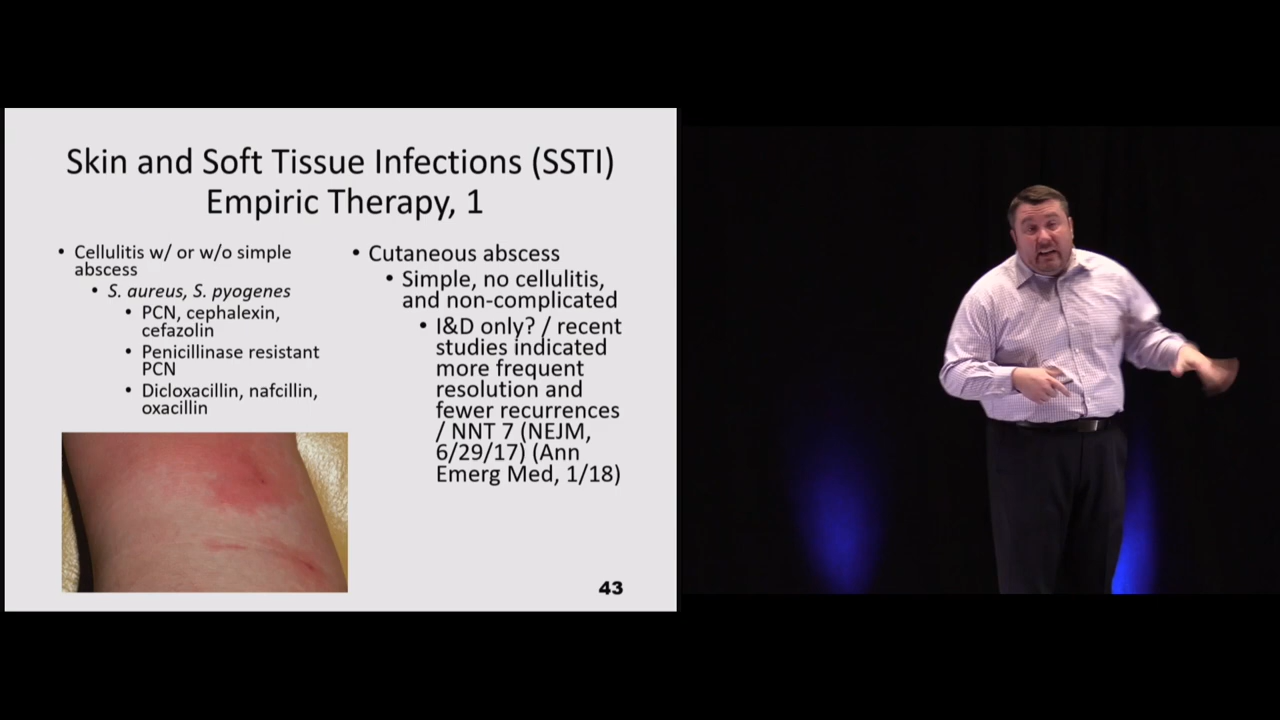 Skin and Soft Tissue Infections (SSTI)
Empiric Therapy, 1
• Cellulitis w/ or w/o simple
abscess
• S. aureus, S. pyogenes
• PCN, cephalexin,
cefazolin
• Penicillinase resistant
PCN
• Dicloxacillin, nafcillin,
oxacillin
• Cutaneous abscess
• Simple, no cellulitis,
and non-complicated
• I&D only? / recent
studies indicated
more frequent
resolution and
fewer recurrences
/ NNT 7 (NEJM,
6/29/17) (Ann
Emerg Med, 1/18)
43